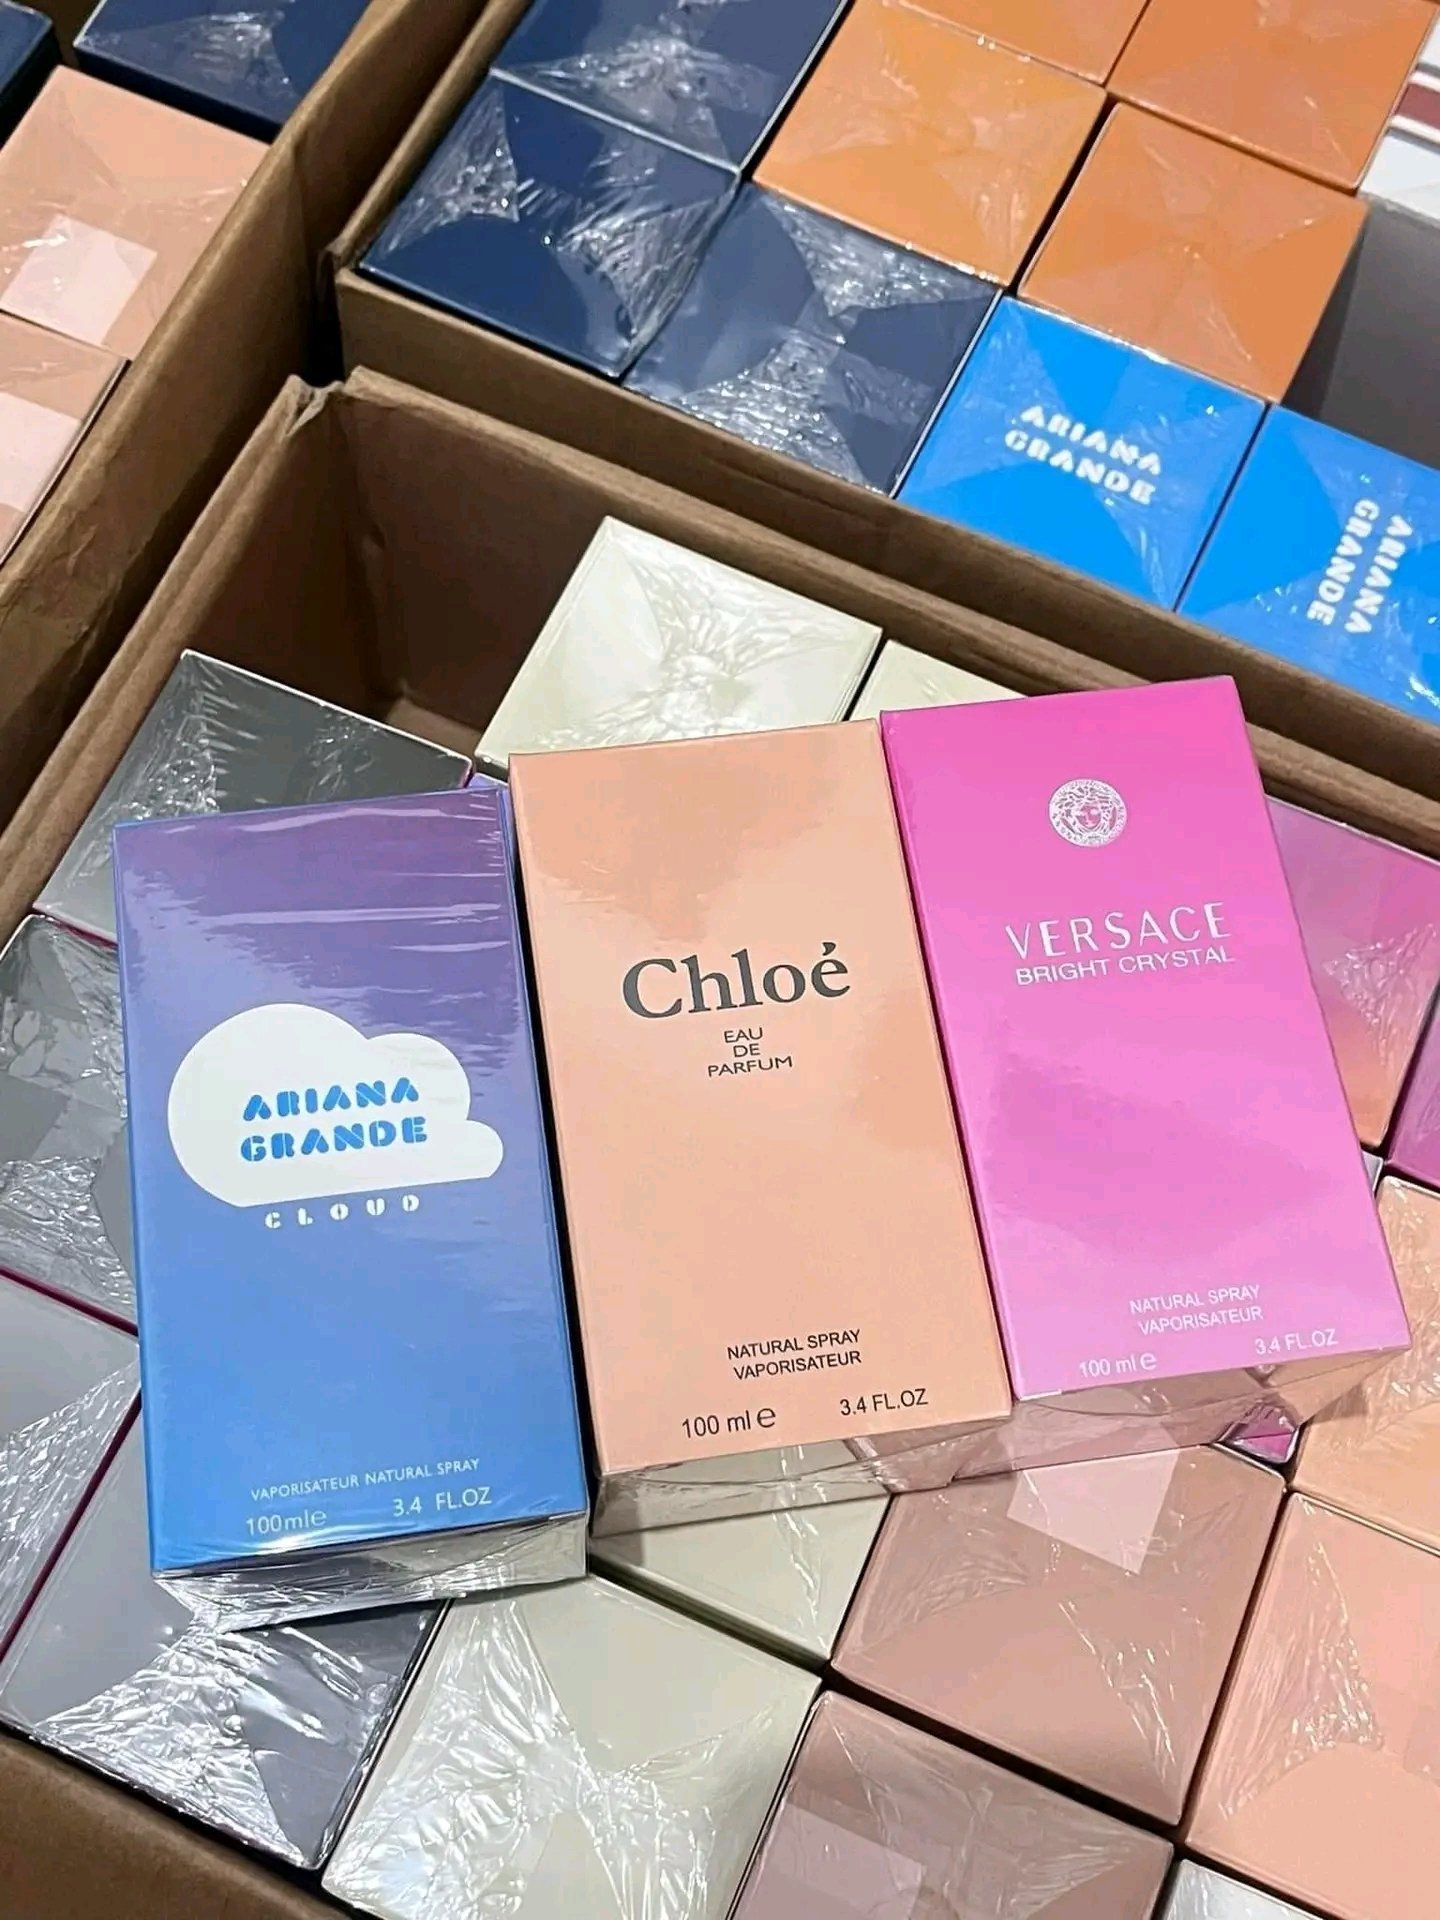 ARIANA
GRANDE
ARIANA
GRANDE
ARIANA
GRANDE
CLOUD
VAPORISATEUR NATURAL SPRAY
100mle 3.4 FL.OZ
Chloé
EAU
DE
PARFUM
NATURAL SPRAY
VAPORISATEUR
100 ml e 3.4 FL.OZ
VERSACE
BRIGHT CRYSTAL
NATURAL SPRAY
VAPORISATEUR
100 ml e 3.4 FL.OZ